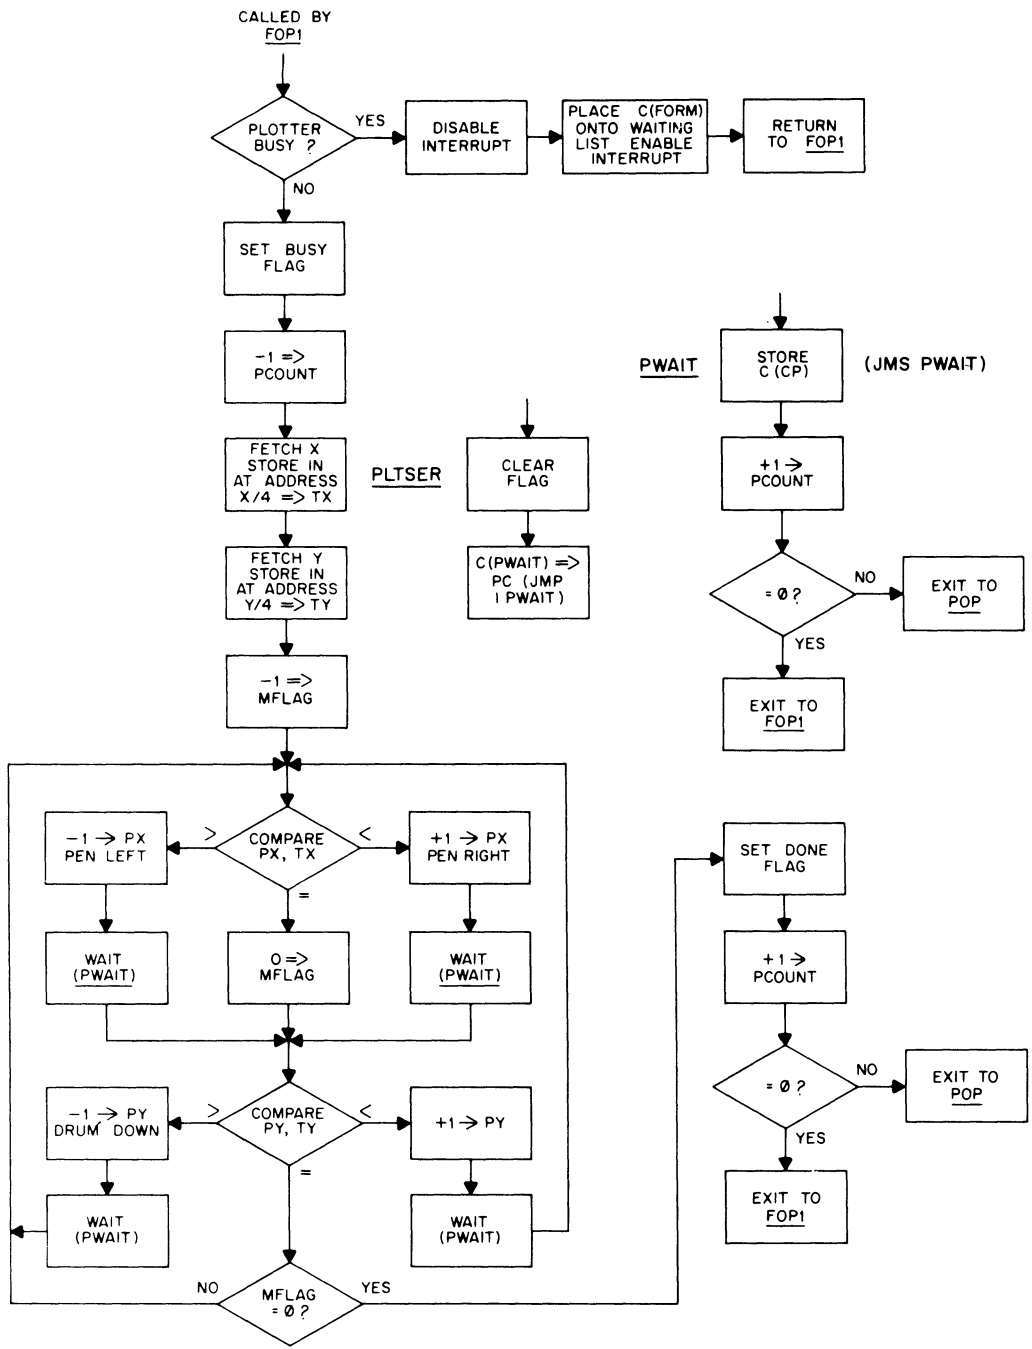 CALLED BY
FOP1
PLOTTER
BUSY ?
YES
DISABLE
INTERRUPT
PLACE C(FORM)
ONTO WAITING
LIST ENABLE
INTERRUPT
RETURN
TO FOP1
NO
SET BUSY
FLAG
-1 =>
PCOUNT
FETCH X
STORE IN
AT ADDRESS
X/4 => TX
FETCH Y
STORE IN
AT ADDRESS
Y/4 => TY
-1 =>
MFLAG
PLTSER
CLEAR
FLAG
C(PWAIT) =>
PC (JMP
I PWAIT)
PWAIT
STORE
C(CP)
(JMS PWAIT)
+1 →
PCOUNT
= Ø ?
NO
EXIT TO
POP
YES
EXIT TO
FOP1
-1 → PX
PEN LEFT
>
COMPARE
PX, TX
<
+1 → PX
PEN RIGHT
=
WAIT
(PWAIT)
0 =>
MFLAG
WAIT
(PWAIT)
-1 → PY
DRUM DOWN
>
COMPARE
PY, TY
<
+1 → PY
=
WAIT
(PWAIT)
WAIT
(PWAIT)
NO
MFLAG
= Ø ?
YES
SET DONE
FLAG
+1 →
PCOUNT
= Ø ?
NO
EXIT TO
POP
YES
EXIT TO
FOP1